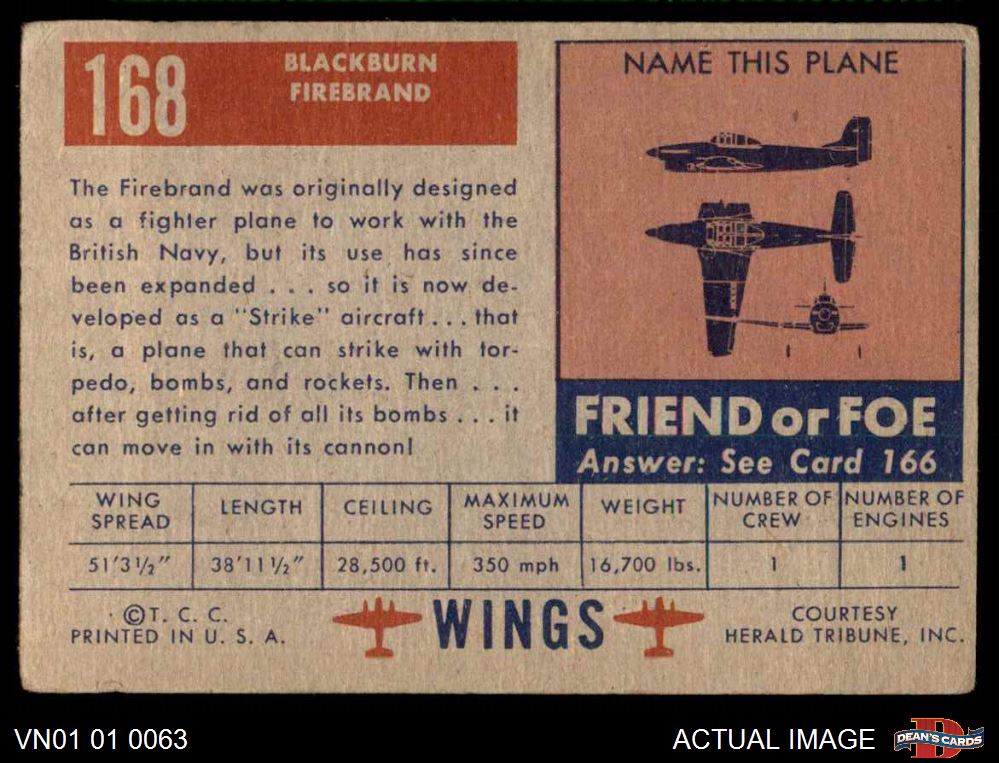 168
BLACKBURN
FIREBRAND
The Firebrand was originally designed
as a fighter plane to work with the
British Navy, but its use has since
been expanded . . . so it is now de-
veloped as a "Strike" aircraft . . . that
is, a plane that can strike with tor-
pedo, bombs, and rockets. Then . . .
after getting rid of all its bombs . . . it
can move in with its cannon!
NAME THIS PLANE
FRIEND or FOE
Answer: See Card 166
WING SPREAD LENGTH CEILING MAXIMUM SPEED WEIGHT NUMBER OF CREW NUMBER OF ENGINES
51'3½" 38'11½" 28,500 ft. 350 mph 16,700 lbs. 1 1
©T. C. C.
PRINTED IN U. S. A.
WINGS
COURTESY
HERALD TRIBUNE, INC.
VN01 01 0063
ACTUAL IMAGE
D
DEAN'S CARDS